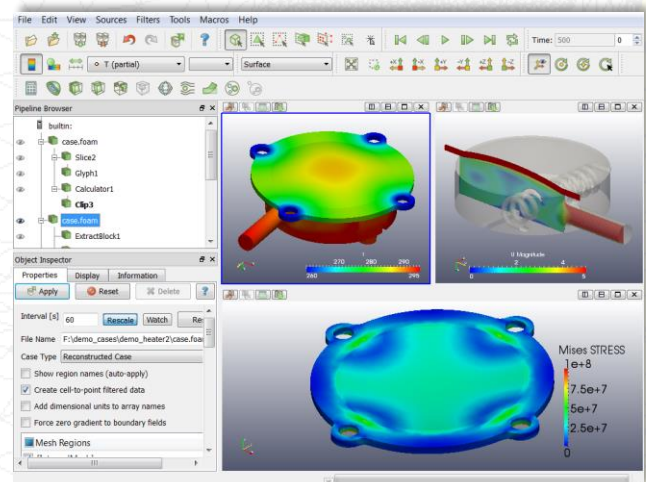 File Edit View Sources Filters Tools Macros Help
Time: 500 0
T (partial) Surface
Pipeline Browser
builtin:
case.foam
Slice2
Glyph1
Calculator1
Clip3
case.foam
ExtractBlock1
Object Inspector
Properties Display Information
Apply Reset Delete ?
Interval [s] 60 Rescale Watch
File Name F:\demo_cases\demo_heater2\case.foam
Case Type Reconstructed Case
Show region names (auto-apply)
Create cell-to-point filtered data
Add dimensional units to array names
Force zero gradient to boundary fields
Mesh Regions
T
270 280 290
260 295
U Magnitude
2 4
0 5
Mises STRESS
1e+8
7.5e+7
5e+7
2.5e+7
0